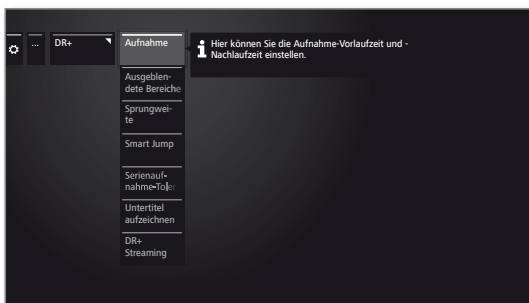 ... DR+ Aufnahme
Hier können Sie die Aufnahme-Vorlaufzeit und -
Nachlaufzeit einstellen.
Ausgeblen-
dete Bereiche
Sprungwei-
te
Smart Jump
Serienauf-
nahme-Toler
Untertitel
aufzeichnen
DR+
Streaming